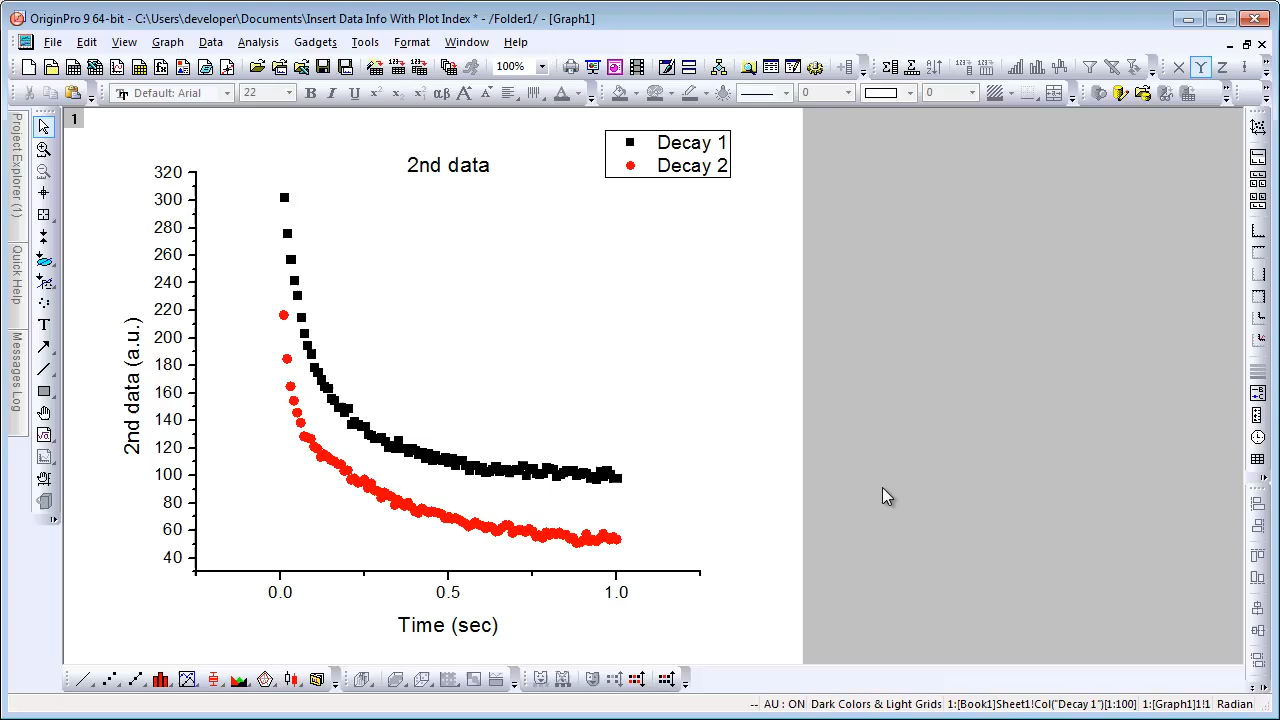 OriginPro 9 64-bit - C:\Users\developer\Documents\Insert Data Info With Plot Index * - /Folder1/ - [Graph1]
File Edit View Graph Data Analysis Gadgets Tools Format Window Help
100%
Default: Arial 22 B I U 0 0
X Y Z
Project Explorer (1)
Quick Help
Messages Log
1
Decay 1
Decay 2
2nd data
320
300
280
260
240
220
200
180
160
140
120
100
80
60
40
2nd data (a.u.)
0.0 0.5 1.0
Time (sec)
-- AU : ON Dark Colors & Light Grids 1:[Book1]Sheet1!Col("Decay 1")[1:100] 1:[Graph1]1!1 Radian